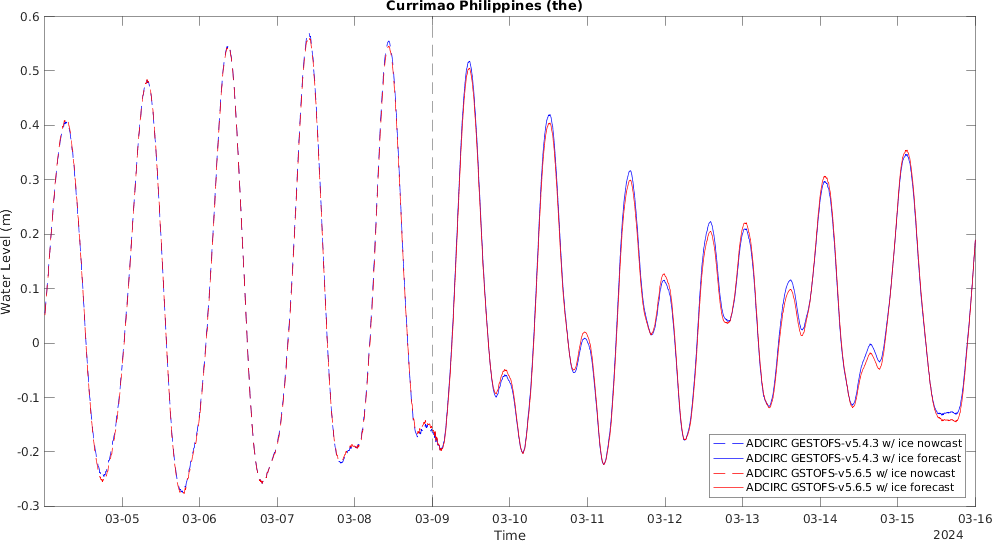 Currimao Philippines (the)
0.6
0.5
0.4
0.3
0.2
0.1
0
-0.1
-0.2
-0.3
Water Level (m)
ADCIRC GESTOFS-v5.4.3 w/ ice nowcast
ADCIRC GESTOFS-v5.4.3 w/ ice forecast
ADCIRC GSTOFS-v5.6.5 w/ ice nowcast
ADCIRC GSTOFS-v5.6.5 w/ ice forecast
03-05 03-06 03-07 03-08 03-09 03-10 03-11 03-12 03-13 03-14 03-15 03-16
Time
2024